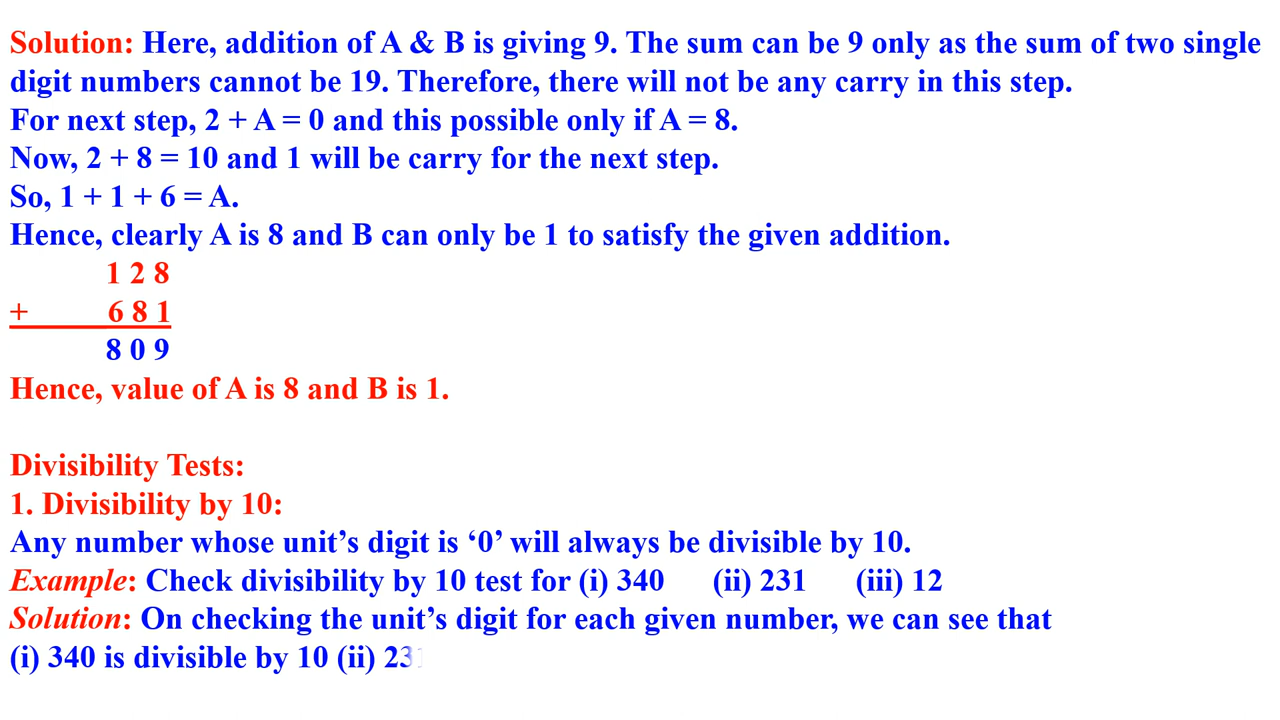 Solution: Here, addition of A & B is giving 9. The sum can be 9 only as the sum of two single
digit numbers cannot be 19. Therefore, there will not be any carry in this step.
For next step, 2 + A = 0 and this possible only if A = 8.
Now, 2 + 8 = 10 and 1 will be carry for the next step.
So, 1 + 1 + 6 = A.
Hence, clearly A is 8 and B can only be 1 to satisfy the given addition.
1 2 8
+ 6 8 1
8 0 9
Hence, value of A is 8 and B is 1.
Divisibility Tests:
1. Divisibility by 10:
Any number whose unit’s digit is ‘0’ will always be divisible by 10.
Example: Check divisibility by 10 test for (i) 340 (ii) 231 (iii) 12
Solution: On checking the unit’s digit for each given number, we can see that
(i) 340 is divisible by 10 (ii) 231